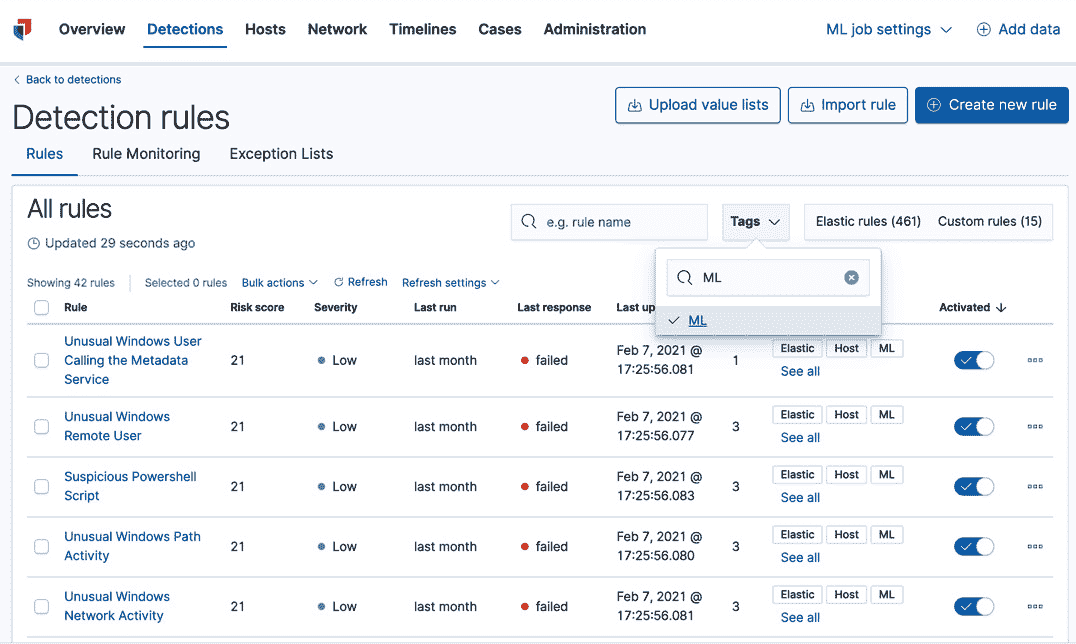 Overview Detections Hosts Network Timelines Cases Administration ML job settings Add data
Back to detections
Detection rules
Upload value lists Import rule Create new rule
Rules Rule Monitoring Exception Lists
All rules
Updated 29 seconds ago
e.g. rule name Tags Elastic rules (461) Custom rules (15)
ML
ML
Showing 42 rules Selected 0 rules Bulk actions Refresh Refresh settings
Rule Risk score Severity Last run Last response Last up Activated
Unusual Windows User
Calling the Metadata
Service
21 Low last month failed
Feb 7, 2021 @
17:25:56.081
1
Elastic Host ML
See all
Unusual Windows
Remote User
21 Low last month failed
Feb 7, 2021 @
17:25:56.077
3
Elastic Host ML
See all
Suspicious Powershell
Script
21 Low last month failed
Feb 7, 2021 @
17:25:56.083
3
Elastic Host ML
See all
Unusual Windows Path
Activity
21 Low last month failed
Feb 7, 2021 @
17:25:56.080
3
Elastic Host ML
See all
Unusual Windows
Network Activity
21 Low last month failed
Feb 7, 2021 @
17:25:56.081
3
Elastic Host ML
See all